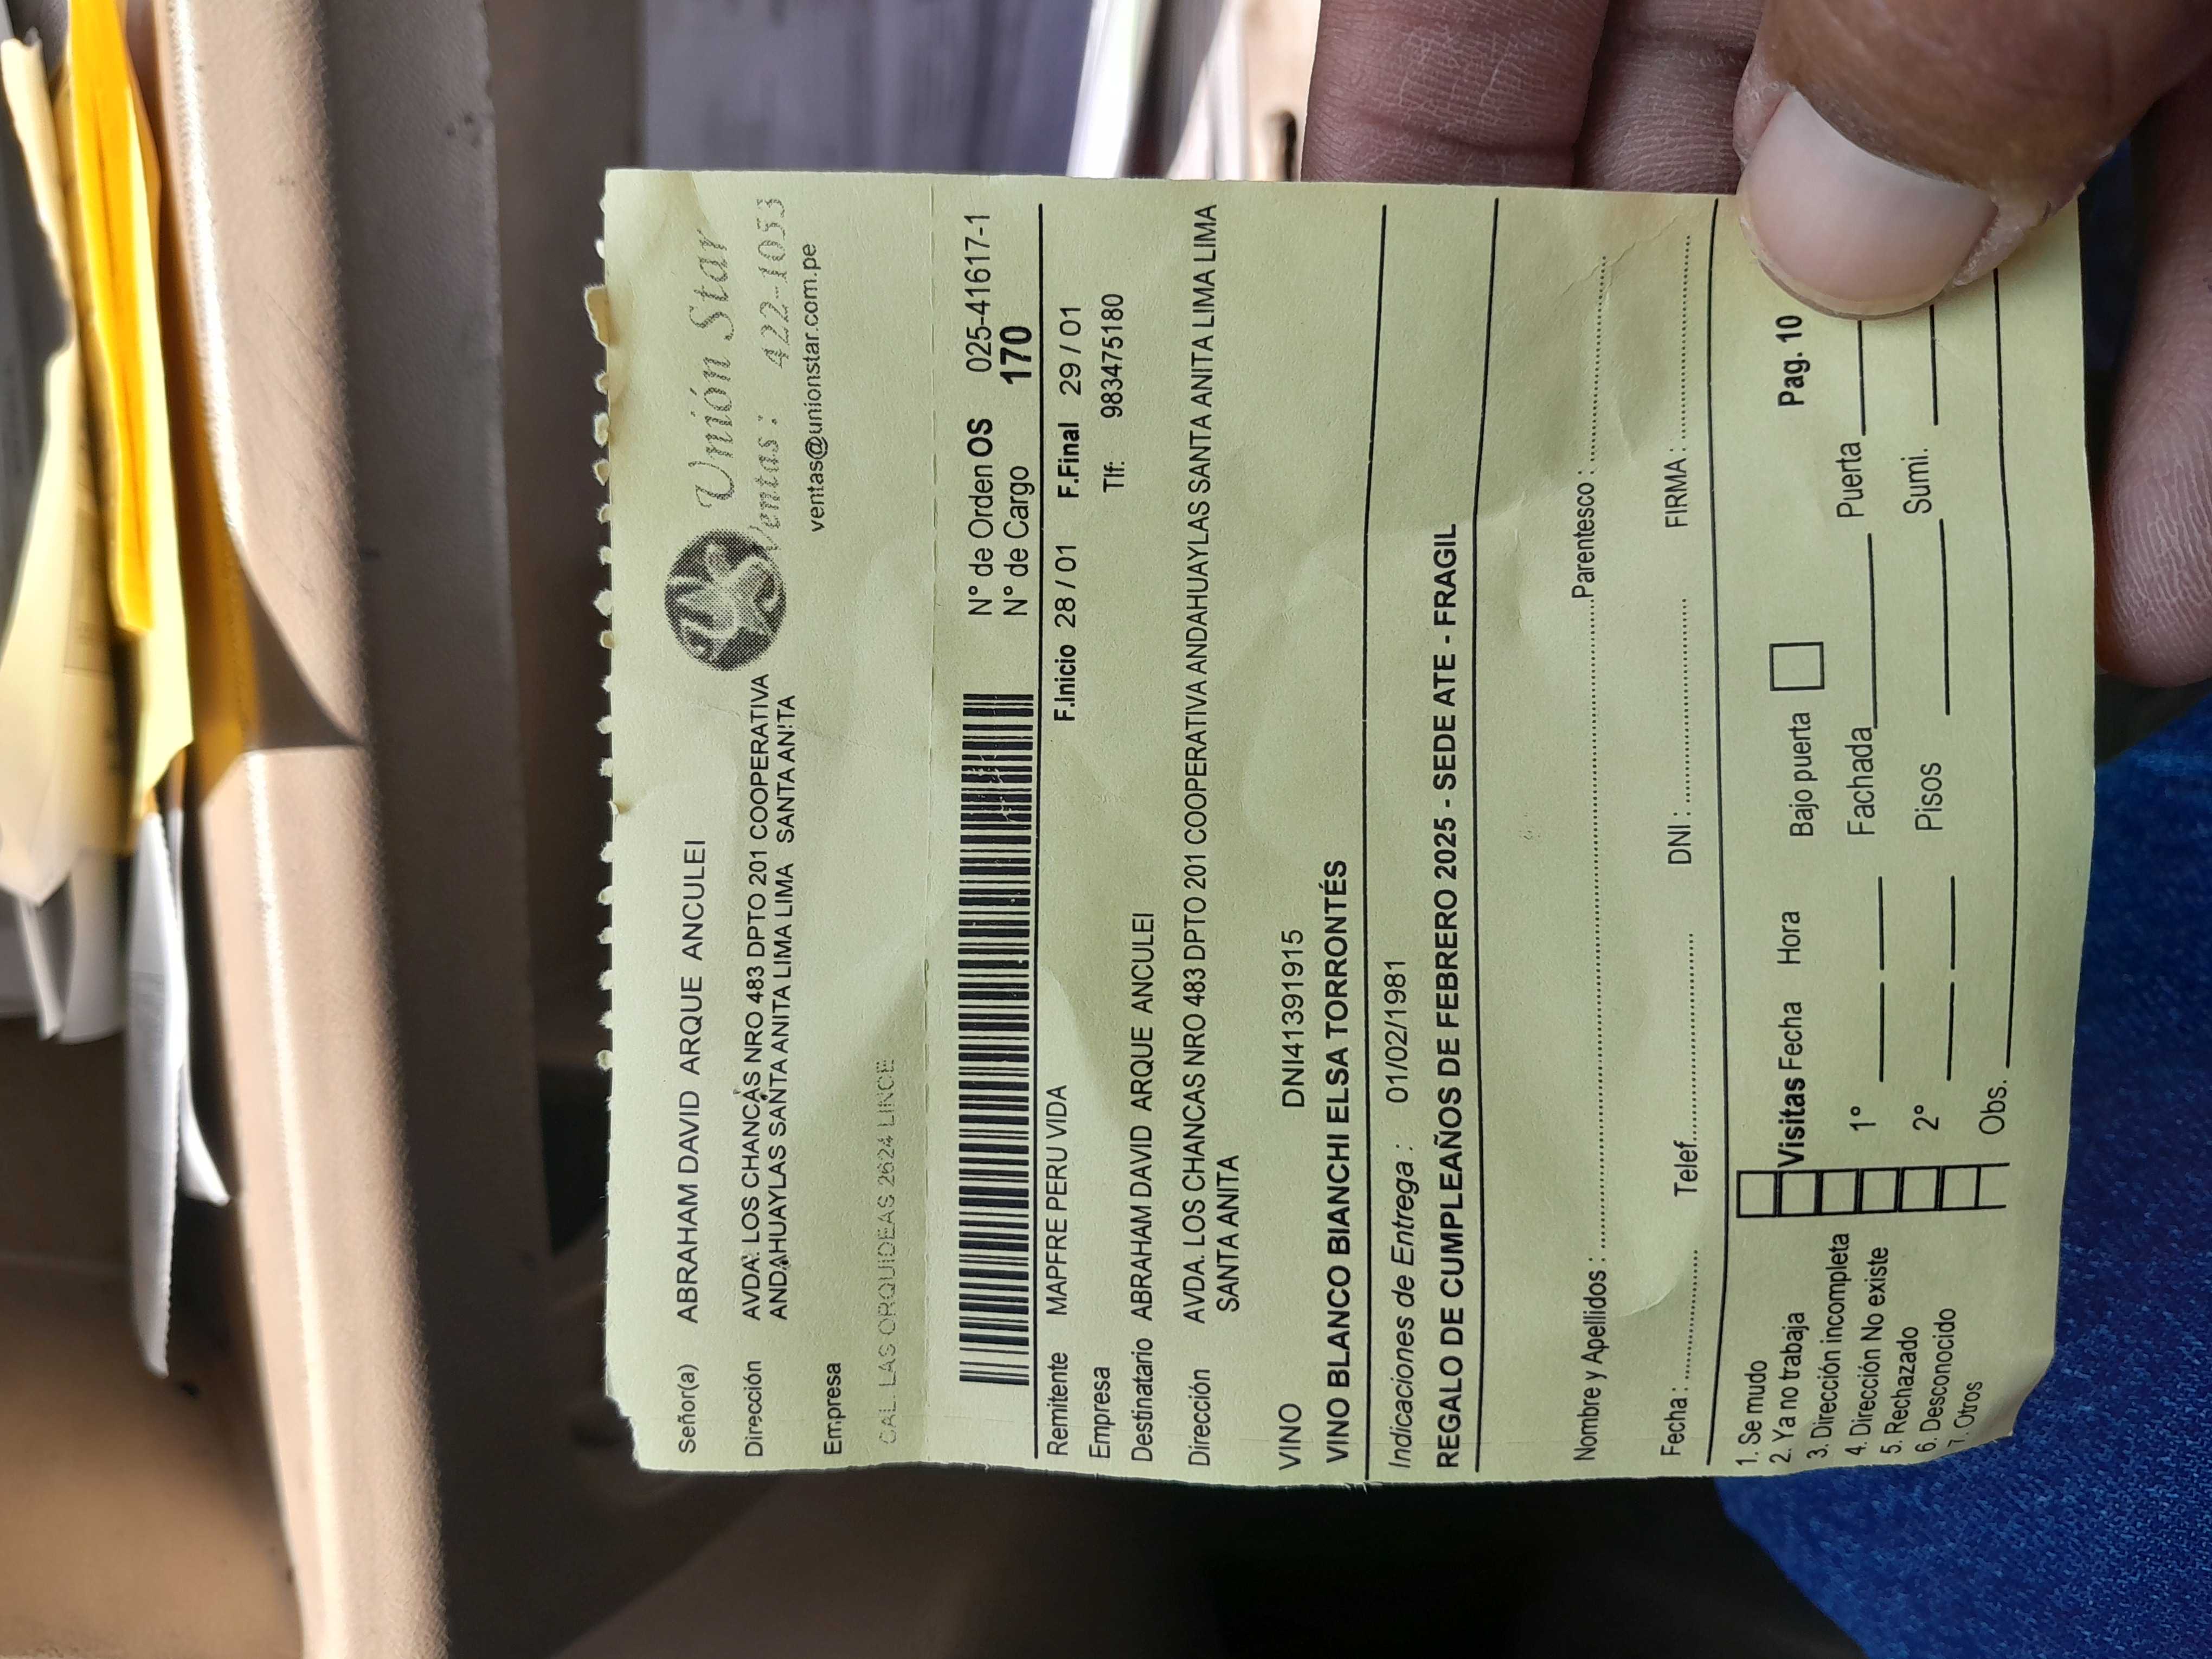 Señor(a) ABRAHAM DAVID ARQUE ANCULEI
Unión Star
Ventas: 422-1053
ventas@unionstar.com.pe
Dirección AVDA. LOS CHANCAS NRO 483 DPTO 201 COOPERATIVA
ANDAHUAYLAS SANTA ANITA LIMA LIMA SANTA ANITA
Empresa
CAL. LAS ORQUIDEAS 2624 LINCE
N° de Orden OS 025-41617-1
N° de Cargo 170
Remitente MAPFRE PERU VIDA F.Inicio 28 / 01 F.Final 29 / 01
Empresa Tlf: 983475180
Destinatario ABRAHAM DAVID ARQUE ANCULEI
Dirección AVDA. LOS CHANCAS NRO 483 DPTO 201 COOPERATIVA ANDAHUAYLAS SANTA ANITA LIMA LIMA
SANTA ANITA
VINO DNI41391915
VINO BLANCO BIANCHI ELSA TORRONTÉS
Indicaciones de Entrega : 01/02/1981
REGALO DE CUMPLEAÑOS DE FEBRERO 2025 - SEDE ATE - FRAGIL
Nombre y Apellidos : Parentesco :
Fecha : Telef. DNI : FIRMA :
1. Se mudo
2. Ya no trabaja
3. Dirección incompleta
4. Dirección No existe
5. Rechazado
6. Desconocido
7. Otros
Visitas Fecha Hora Bajo puerta Pag. 10
1° Fachada Puerta
2° Pisos Sumi.
Obs.